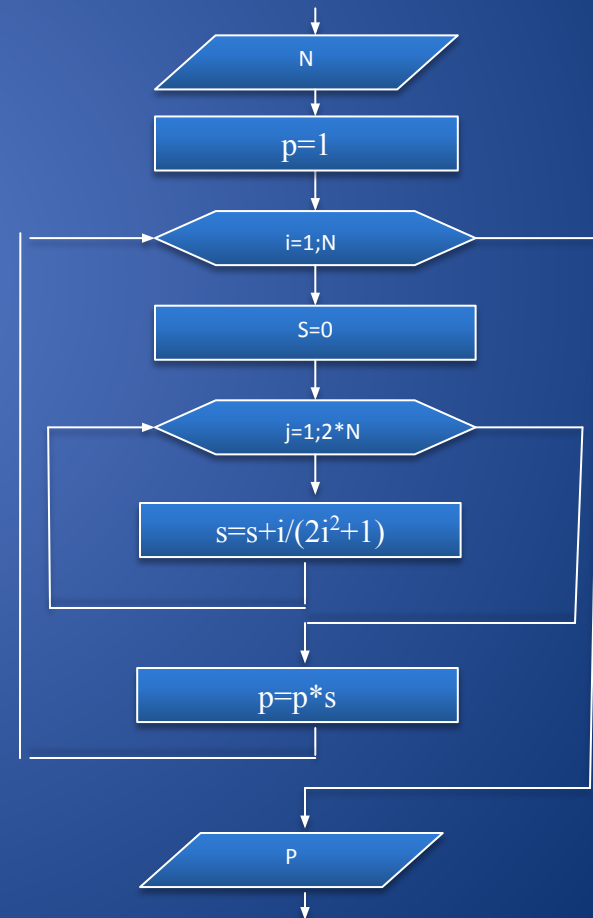 N
p=1
i=1;N
S=0
j=1;2*N
s=s+i/(2i²+1)
p=p*s
P